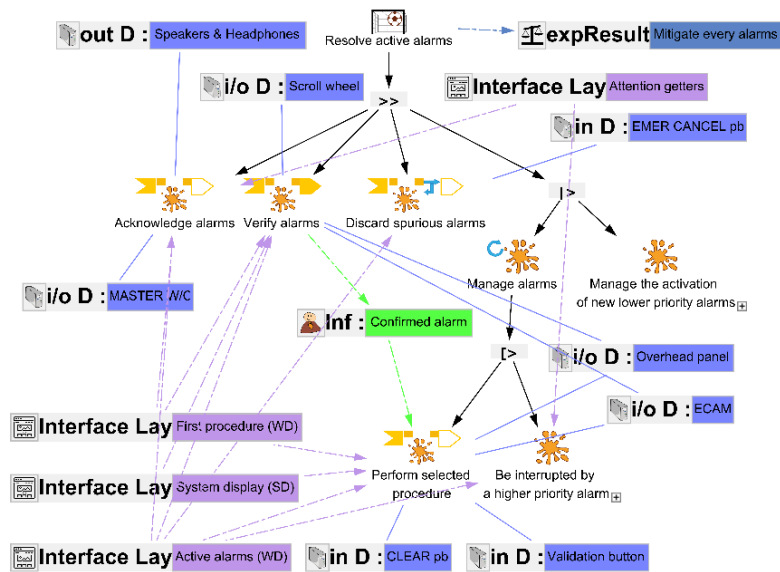 out D : Speakers & Headphones
Resolve active alarms
expResult Mitigate every alarms
i/o D : Scroll wheel
>>
Interface Lay Attention getters
in D : EMER CANCEL pb
Acknowledge alarms
Verify alarms
Discard spurious alarms
|>
Manage alarms
Manage the activation
of new lower priority alarms
i/o D : MASTER W/C
Inf : Confirmed alarm
[>
i/o D : Overhead panel
i/o D : ECAM
Interface Lay First procedure (WD)
Perform selected
procedure
Be interrupted by
a higher priority alarm
Interface Lay System display (SD)
Interface Lay Active alarms (WD)
in D : CLEAR pb
in D : Validation button